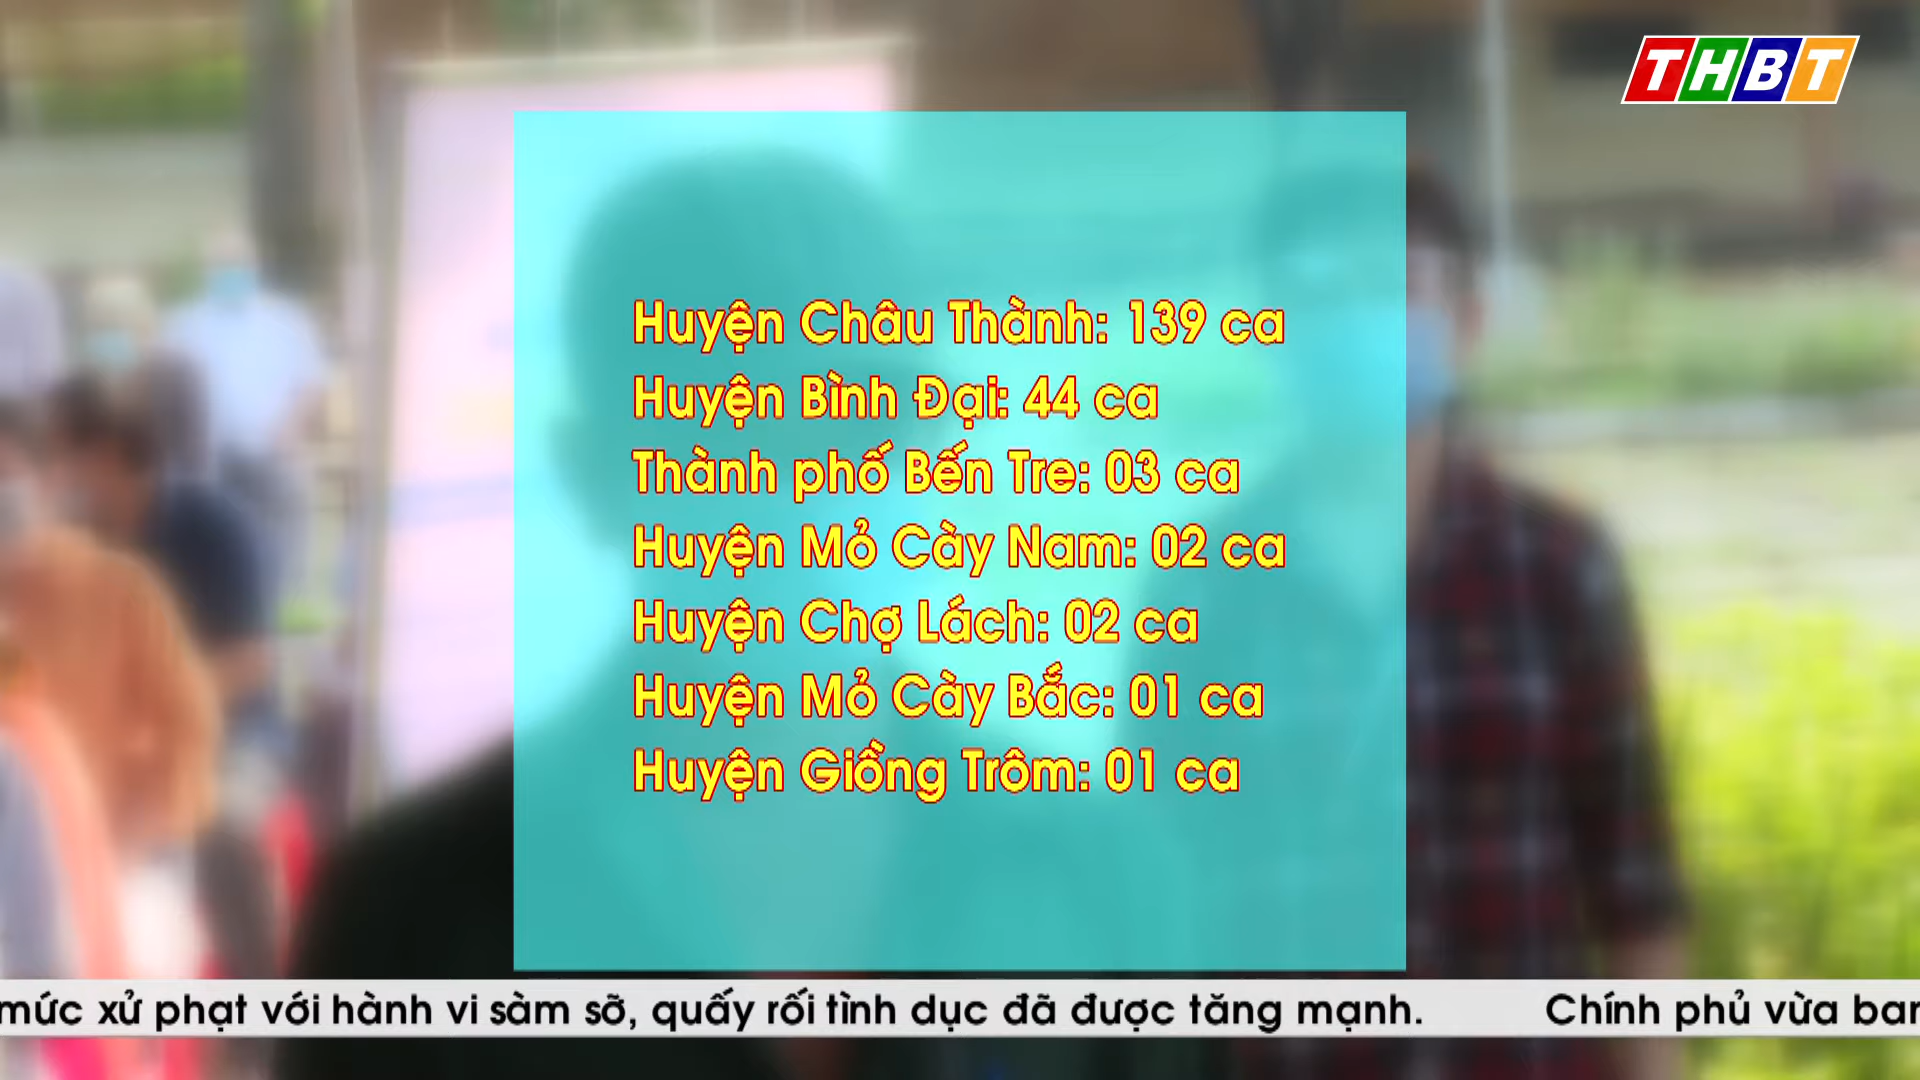 THBT
Huyện Châu Thành: 139 ca
Huyện Bình Đại: 44 ca
Thành phố Bến Tre: 03 ca
Huyện Mỏ Cày Nam: 02 ca
Huyện Chợ Lách: 02 ca
Huyện Mỏ Cày Bắc: 01 ca
Huyện Giồng Trôm: 01 ca
mức xử phạt với hành vi sàm sỡ, quấy rối tình dục đã được tăng mạnh. Chính phủ vừa ban